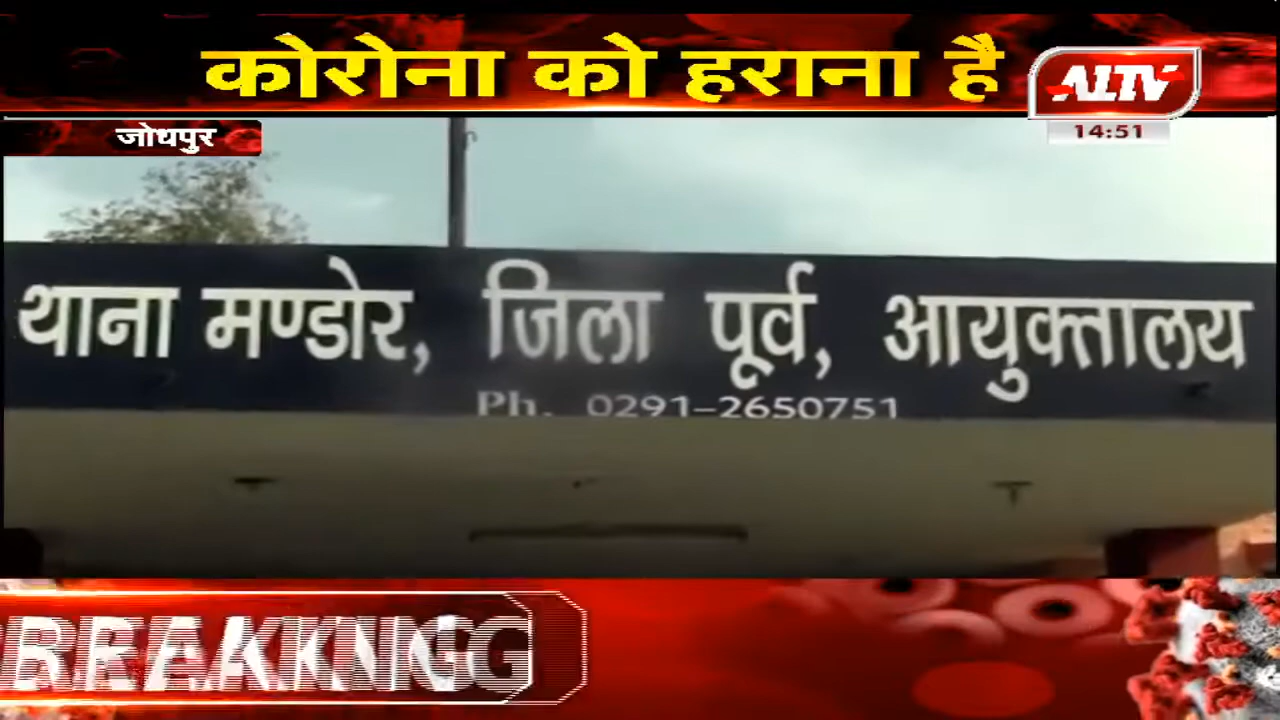 कोरोना को हराना है
ALTV
14:51
जोधपुर
थाना मण्डोर, जिला पूर्व, आयुक्तालय
Ph. 0291-2650751
BREAKING